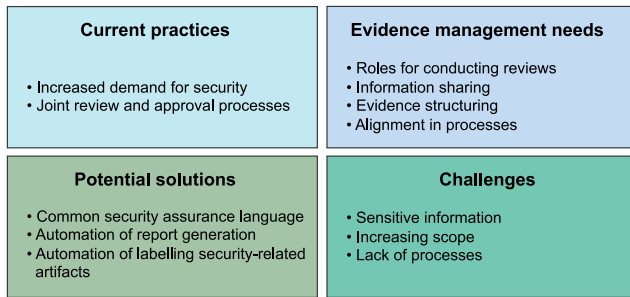 Current practices
• Increased demand for security
• Joint review and approval processes
Evidence management needs
• Roles for conducting reviews
• Information sharing
• Evidence structuring
• Alignment in processes
Potential solutions
• Common security assurance language
• Automation of report generation
• Automation of labelling security-related
artifacts
Challenges
• Sensitive information
• Increasing scope
• Lack of processes